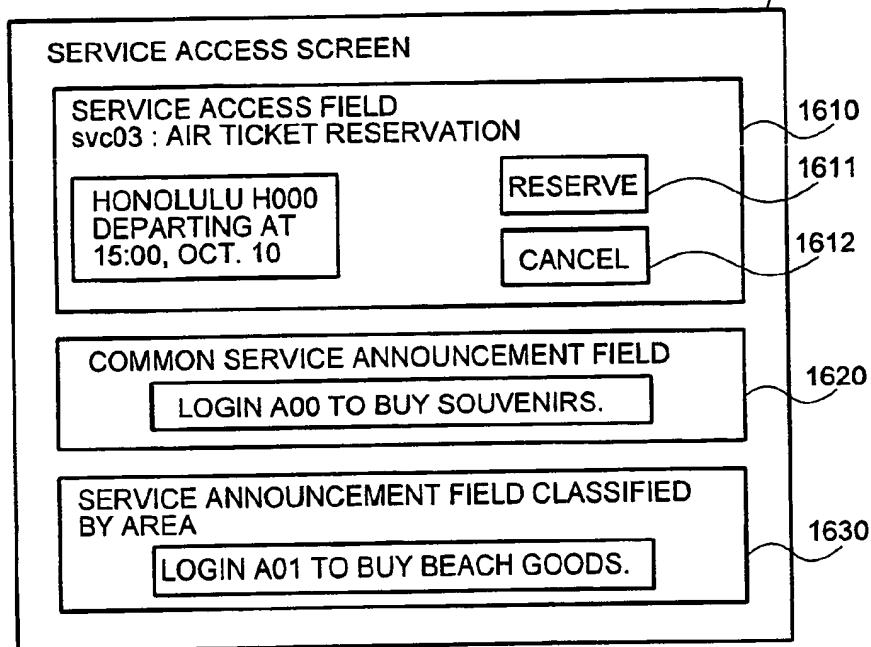 SERVICE ACCESS SCREEN
SERVICE ACCESS FIELD
svc03 : AIR TICKET RESERVATION
HONOLULU H000
DEPARTING AT
15:00, OCT. 10
RESERVE
CANCEL
1610
1611
1612
COMMON SERVICE ANNOUNCEMENT FIELD
LOGIN A00 TO BUY SOUVENIRS.
1620
SERVICE ANNOUNCEMENT FIELD CLASSIFIED
BY AREA
LOGIN A01 TO BUY BEACH GOODS.
1630